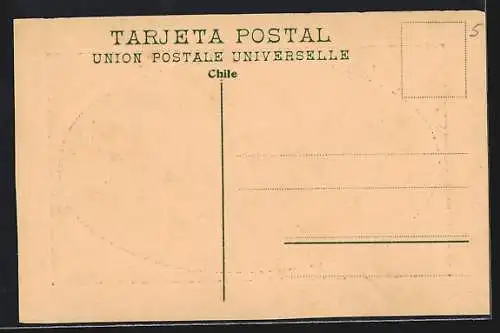 TARJETA POSTAL
UNION POSTALE UNIVERSELLE
Chile
5